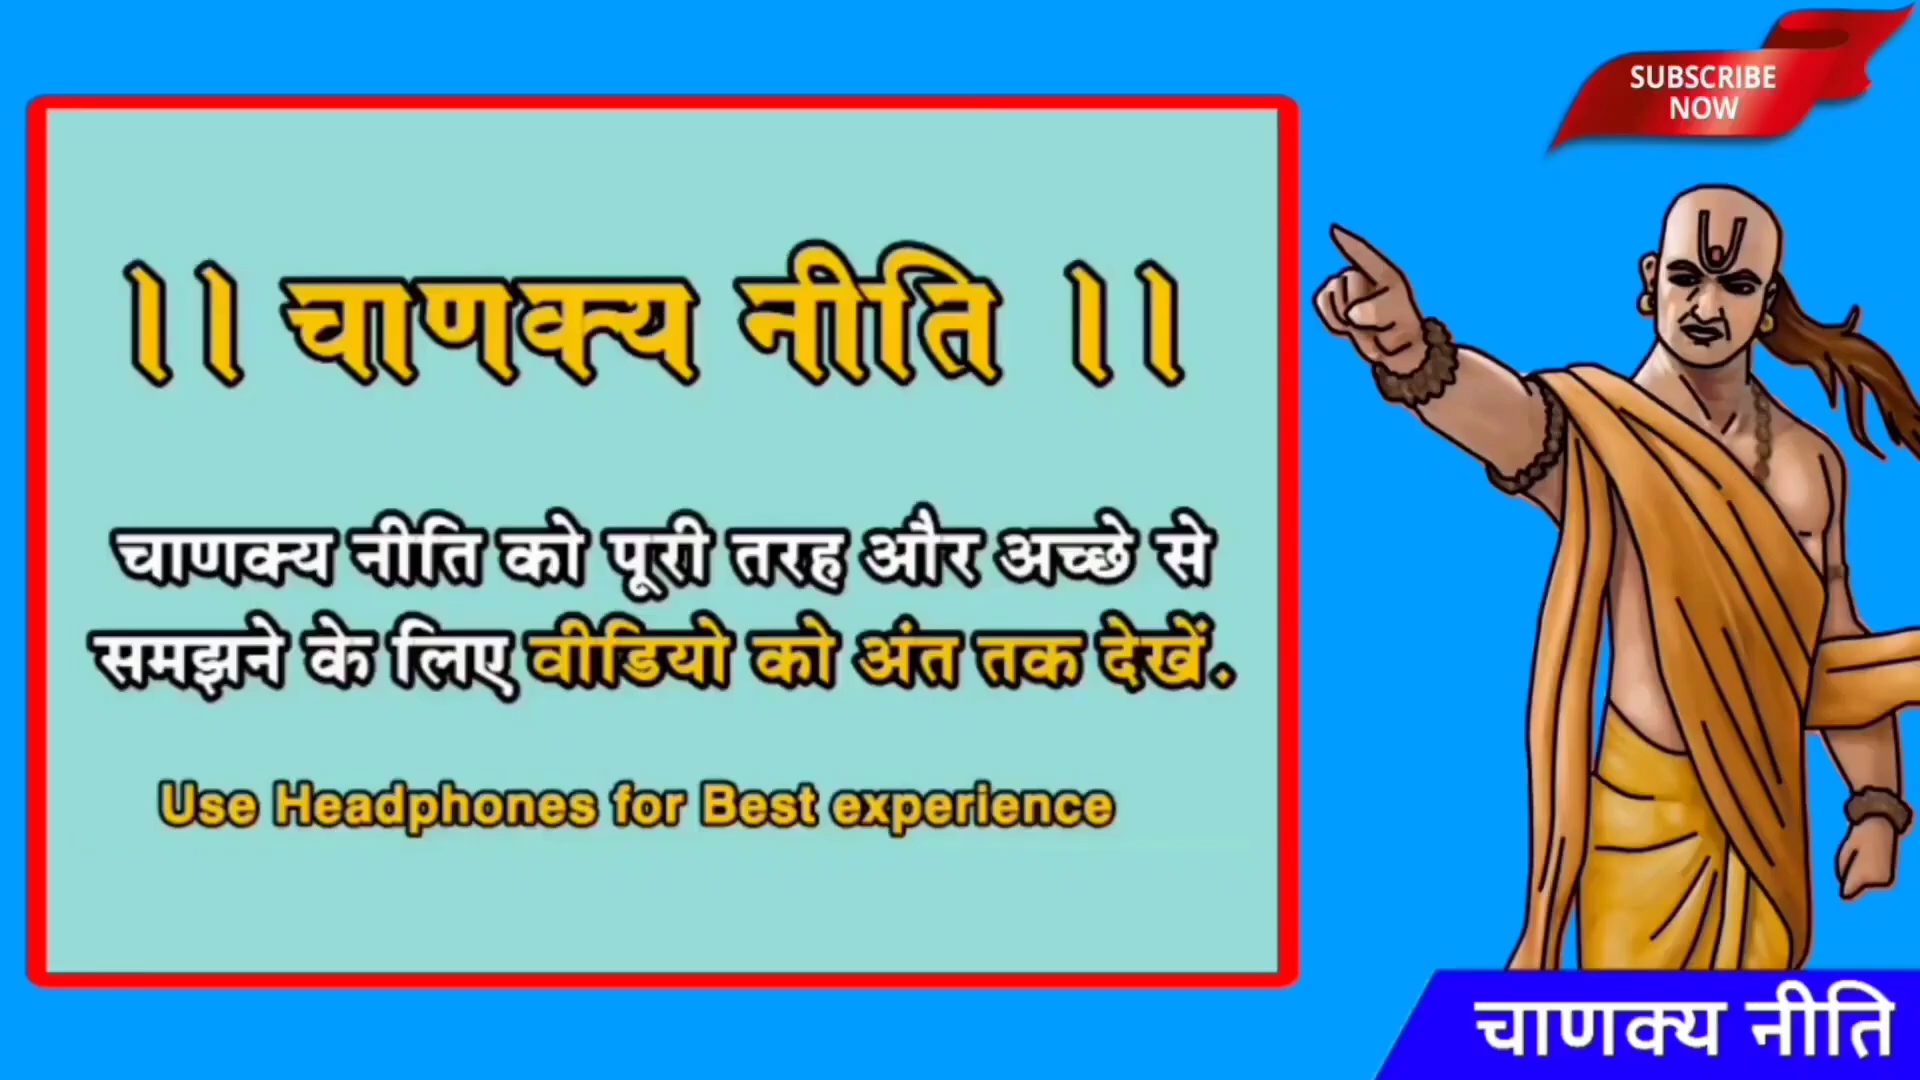 SUBSCRIBE
NOW
।। चाणक्य नीति ।।
चाणक्य नीति को पूरी तरह और अच्छे से
समझने के लिए वीडियो को अंत तक देखें.
Use Headphones for Best experience
चाणक्य नीति